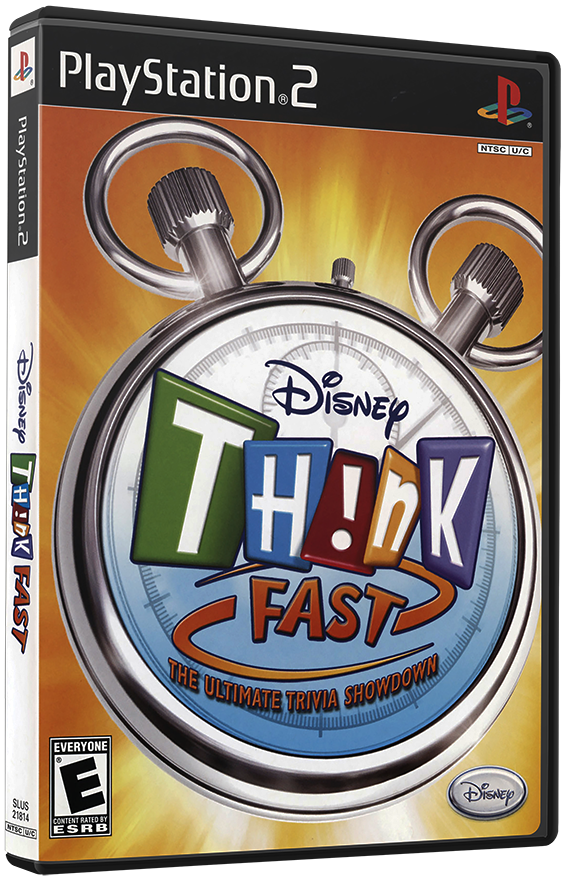 PlayStation®2
NTSC U/C
DISNEY
TH!nK
FAST
THE ULTIMATE TRIVIA SHOWDOWN
EVERYONE
E
CONTENT RATED BY
ESRB
DISNEY
PlayStation®2
DISNEY
TH!nK
FAST
SLUS
21814
NTSC U/C